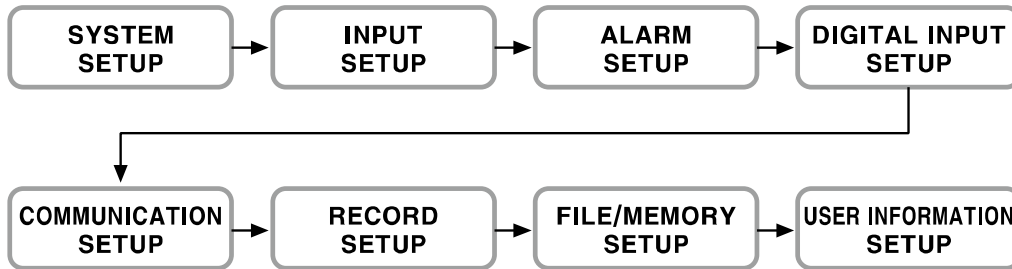 SYSTEM
SETUP
INPUT
SETUP
ALARM
SETUP
DIGITAL INPUT
SETUP
COMMUNICATION
SETUP
RECORD
SETUP
FILE/MEMORY
SETUP
USER INFORMATION
SETUP